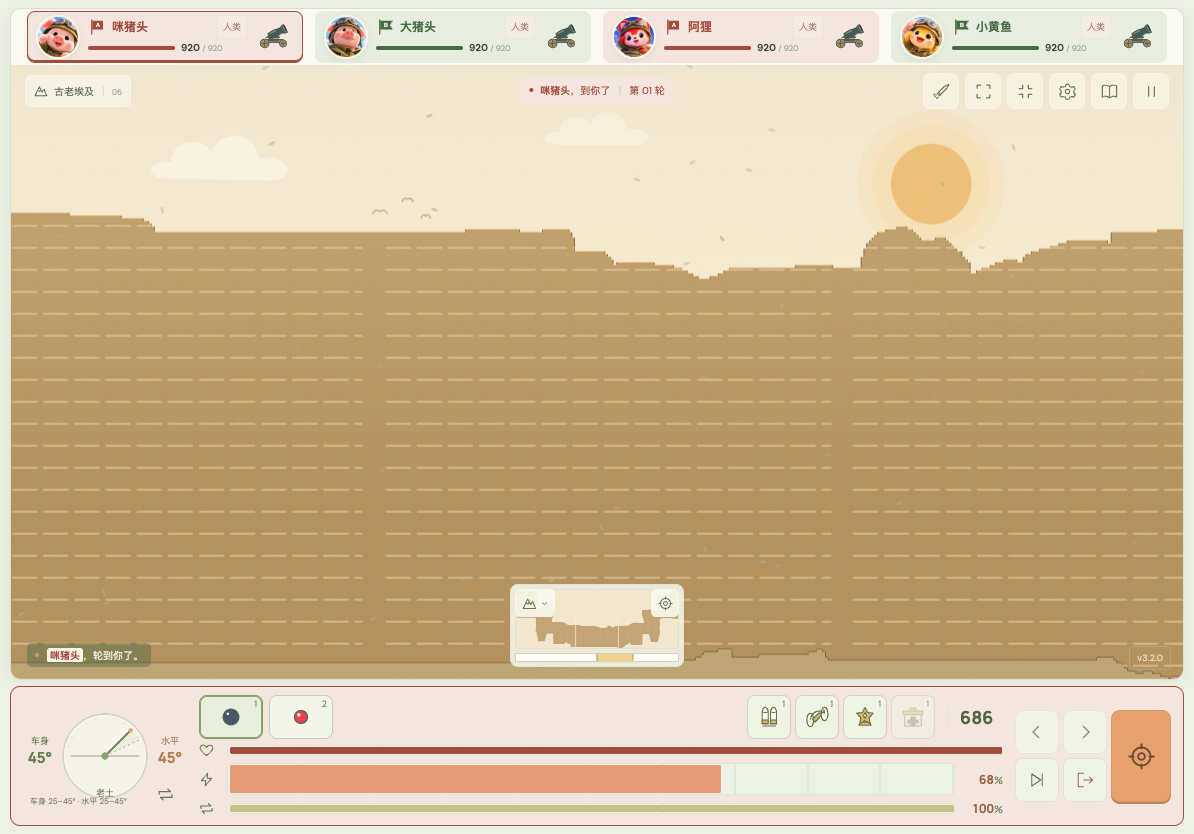 A 咪猪头 人类
920 / 920
B 大猪头 人类
920 / 920
A 阿狸 人类
920 / 920
B 小黄鱼 人类
920 / 920
古老埃及 06
咪猪头，到你了 第 01 轮
咪猪头，轮到你了。
v3.2.0
车身
45°
水平
45°
老土
车身 25–45° · 水平 25–45°
1
2
1
1
1
1
686
68%
100%